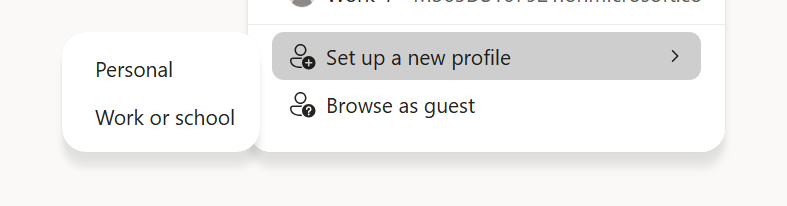 Set up a new profile
Browse as guest
Personal
Work or school